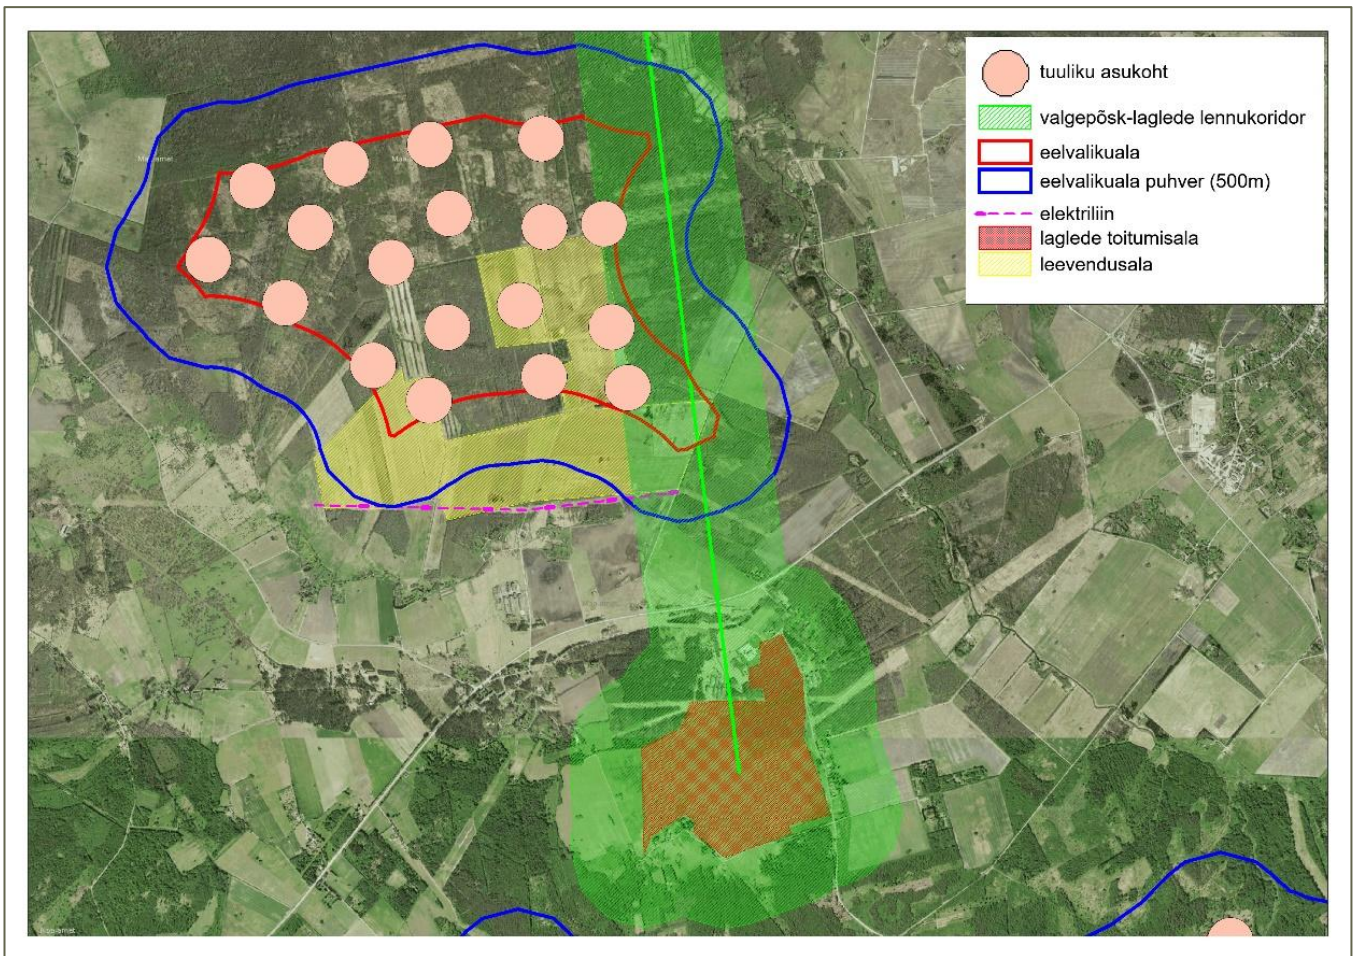 tuuliku asukoht
valgepõsk-laglede lennukoridor
eelvalikuala
eelvalikuala puhver (500m)
elektriliin
laglede toitumisala
leevendusala